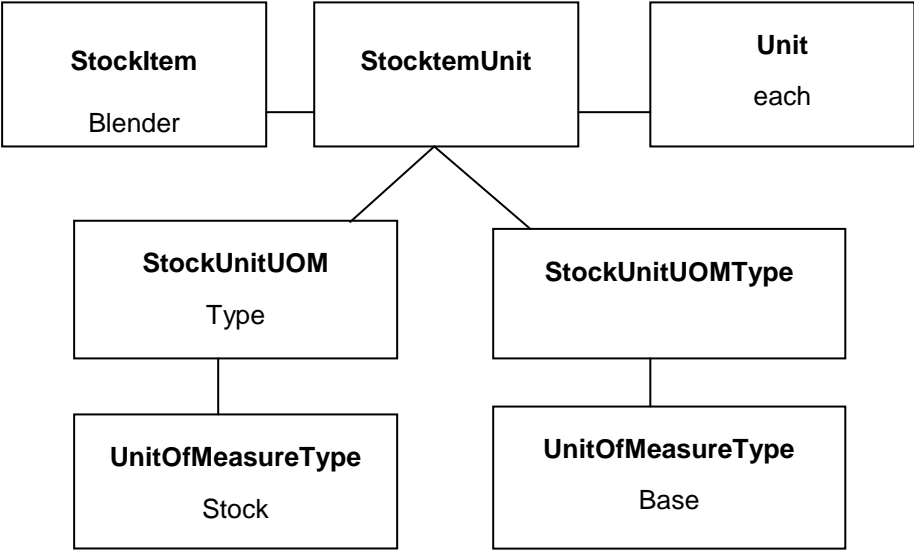 StockItem
Blender
StocktemUnit
Unit
each
StockUnitUOM
Type
StockUnitUOMType
UnitOfMeasureType
Stock
UnitOfMeasureType
Base